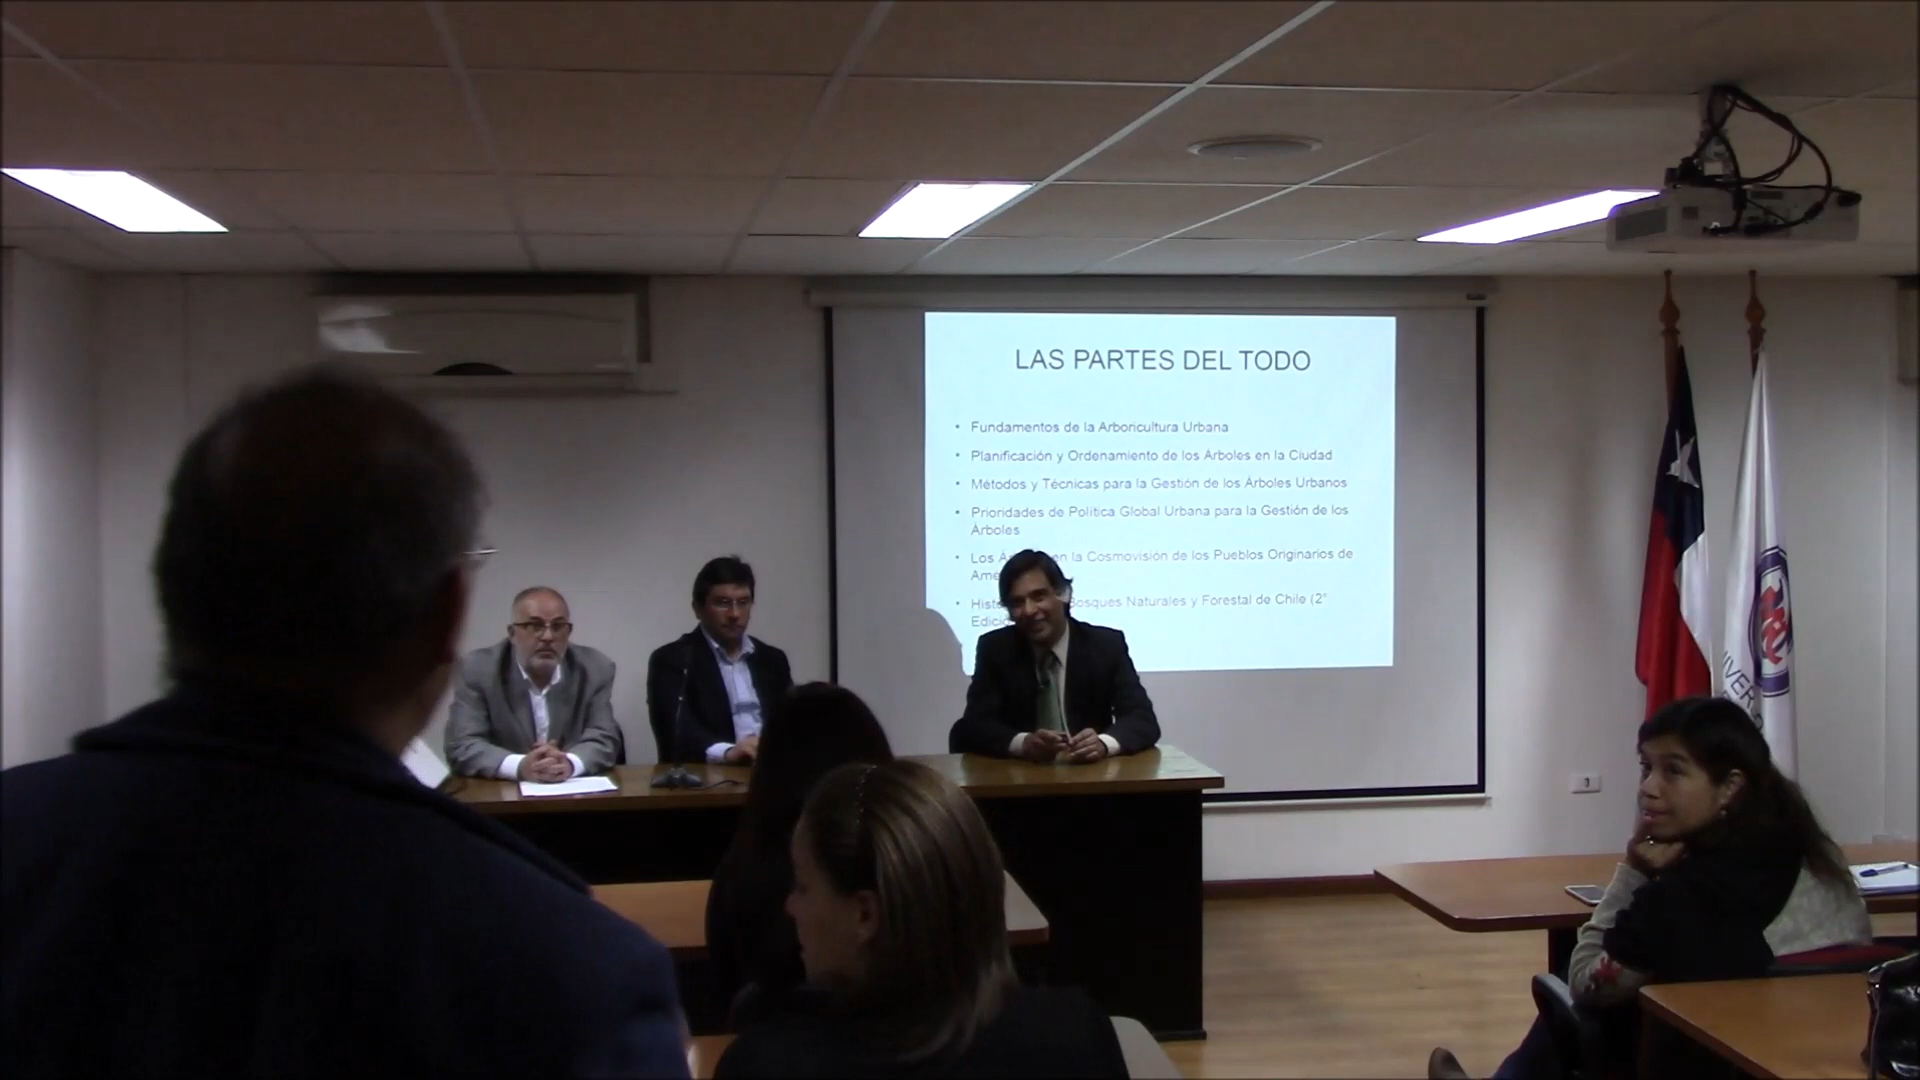 LAS PARTES DEL TODO
• Fundamentos de la Arboricultura Urbana
• Planificación y Ordenamiento de los Árboles en la Ciudad
• Métodos y Técnicas para la Gestión de los Árboles Urbanos
• Prioridades de Política Global Urbana para la Gestión de los
Árboles
• Los en la Cosmovisión de los Pueblos Originarios de
• Bosques Naturales y Forestal de Chile (2°